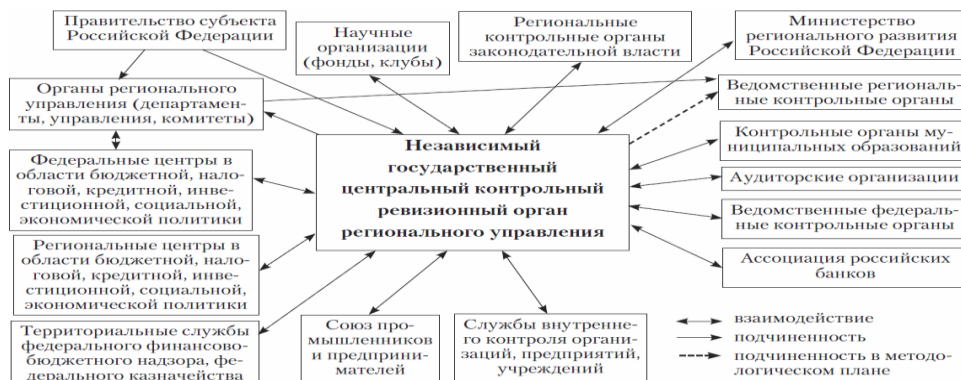 Правительство субъекта
Российской Федерации
Научные
организации
(фонды, клубы)
Региональные
контрольные органы
законодательной власти
Министерство
регионального развития
Российской Федерации
Органы регионального
управления (департамен-
ты, управления, комитеты)
Ведомственные региональ-
ные контрольные органы
Федеральные центры в
области бюджетной, нало-
говой, кредитной, инве-
стиционной, социальной,
экономической политики
Независимый
государственный
центральный контрольный
ревизионный орган
регионального управления
Контрольные органы му-
ниципальных образований
Аудиторские организации
Ведомственные федераль-
ные контрольные органы
Региональные центры в
области бюджетной, нало-
говой, кредитной, инве-
стиционной, социальной,
экономической политики
Ассоциация российских
банков
Территориальные службы
федерального финансово-
бюджетного надзора, фе-
дерального казначейства
Союз про-
мышленников
и предприни-
мателей
Службы внутренне-
го контроля органи-
заций, предприятий,
учреждений
взаимодействие
подчиненность
подчиненность в методо-
логическом плане